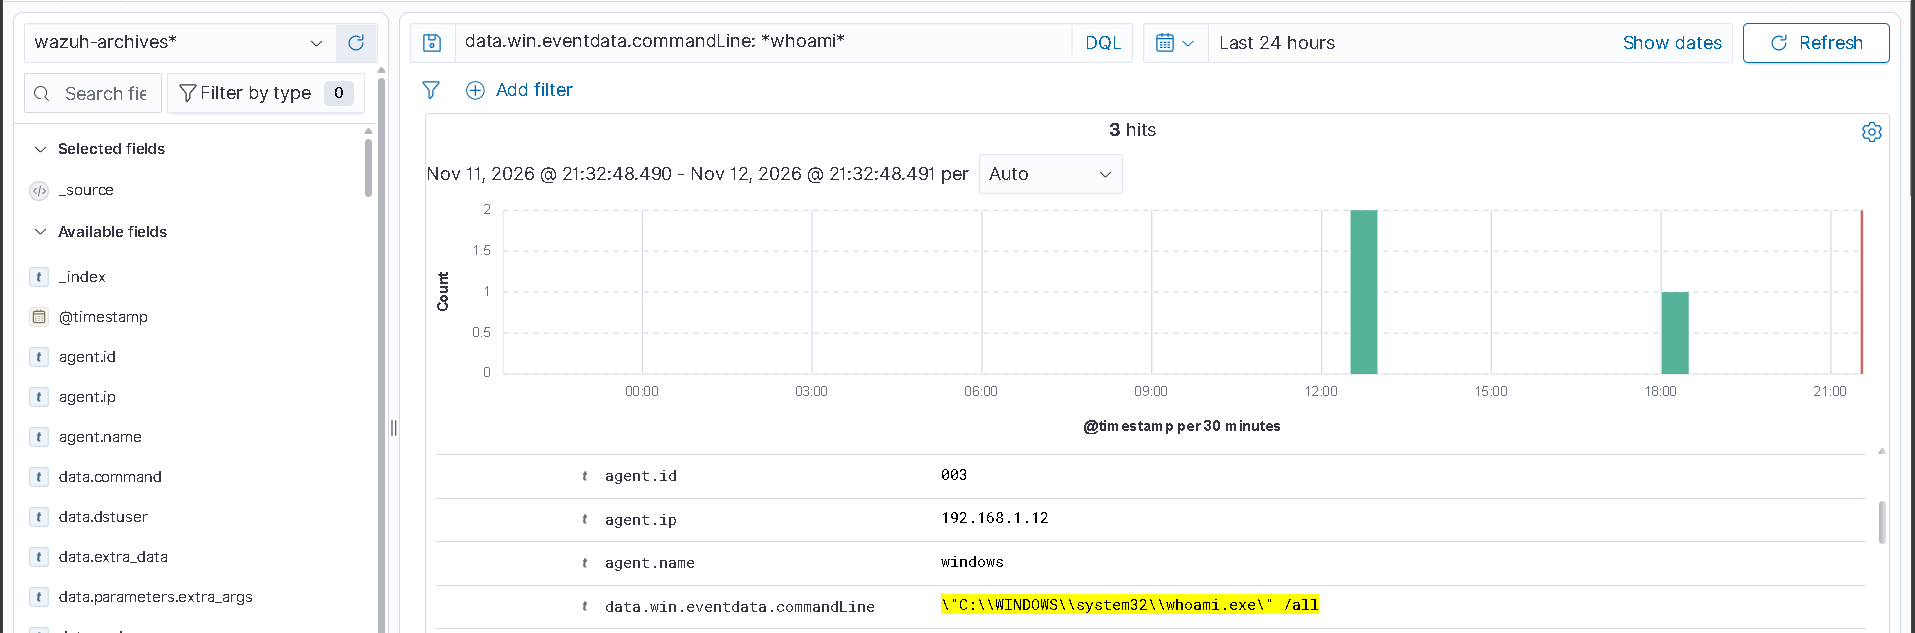 wazuh-archives*
data.win.eventdata.commandLine: *whoami*
DQL
Last 24 hours
Show dates
Refresh
Search fie
Filter by type 0
Add filter
Selected fields
_source
Available fields
_index
@timestamp
agent.id
agent.ip
agent.name
data.command
data.dstuser
data.extra_data
data.parameters.extra_args
3 hits
Nov 11, 2026 @ 21:32:48.490 - Nov 12, 2026 @ 21:32:48.491 per Auto
Count
2
1.5
1
0.5
0
00:00 03:00 06:00 09:00 12:00 15:00 18:00 21:00
@timestamp per 30 minutes
t agent.id 003
t agent.ip 192.168.1.12
t agent.name windows
t data.win.eventdata.commandLine \"C:\\WINDOWS\\system32\\whoami.exe\" /all